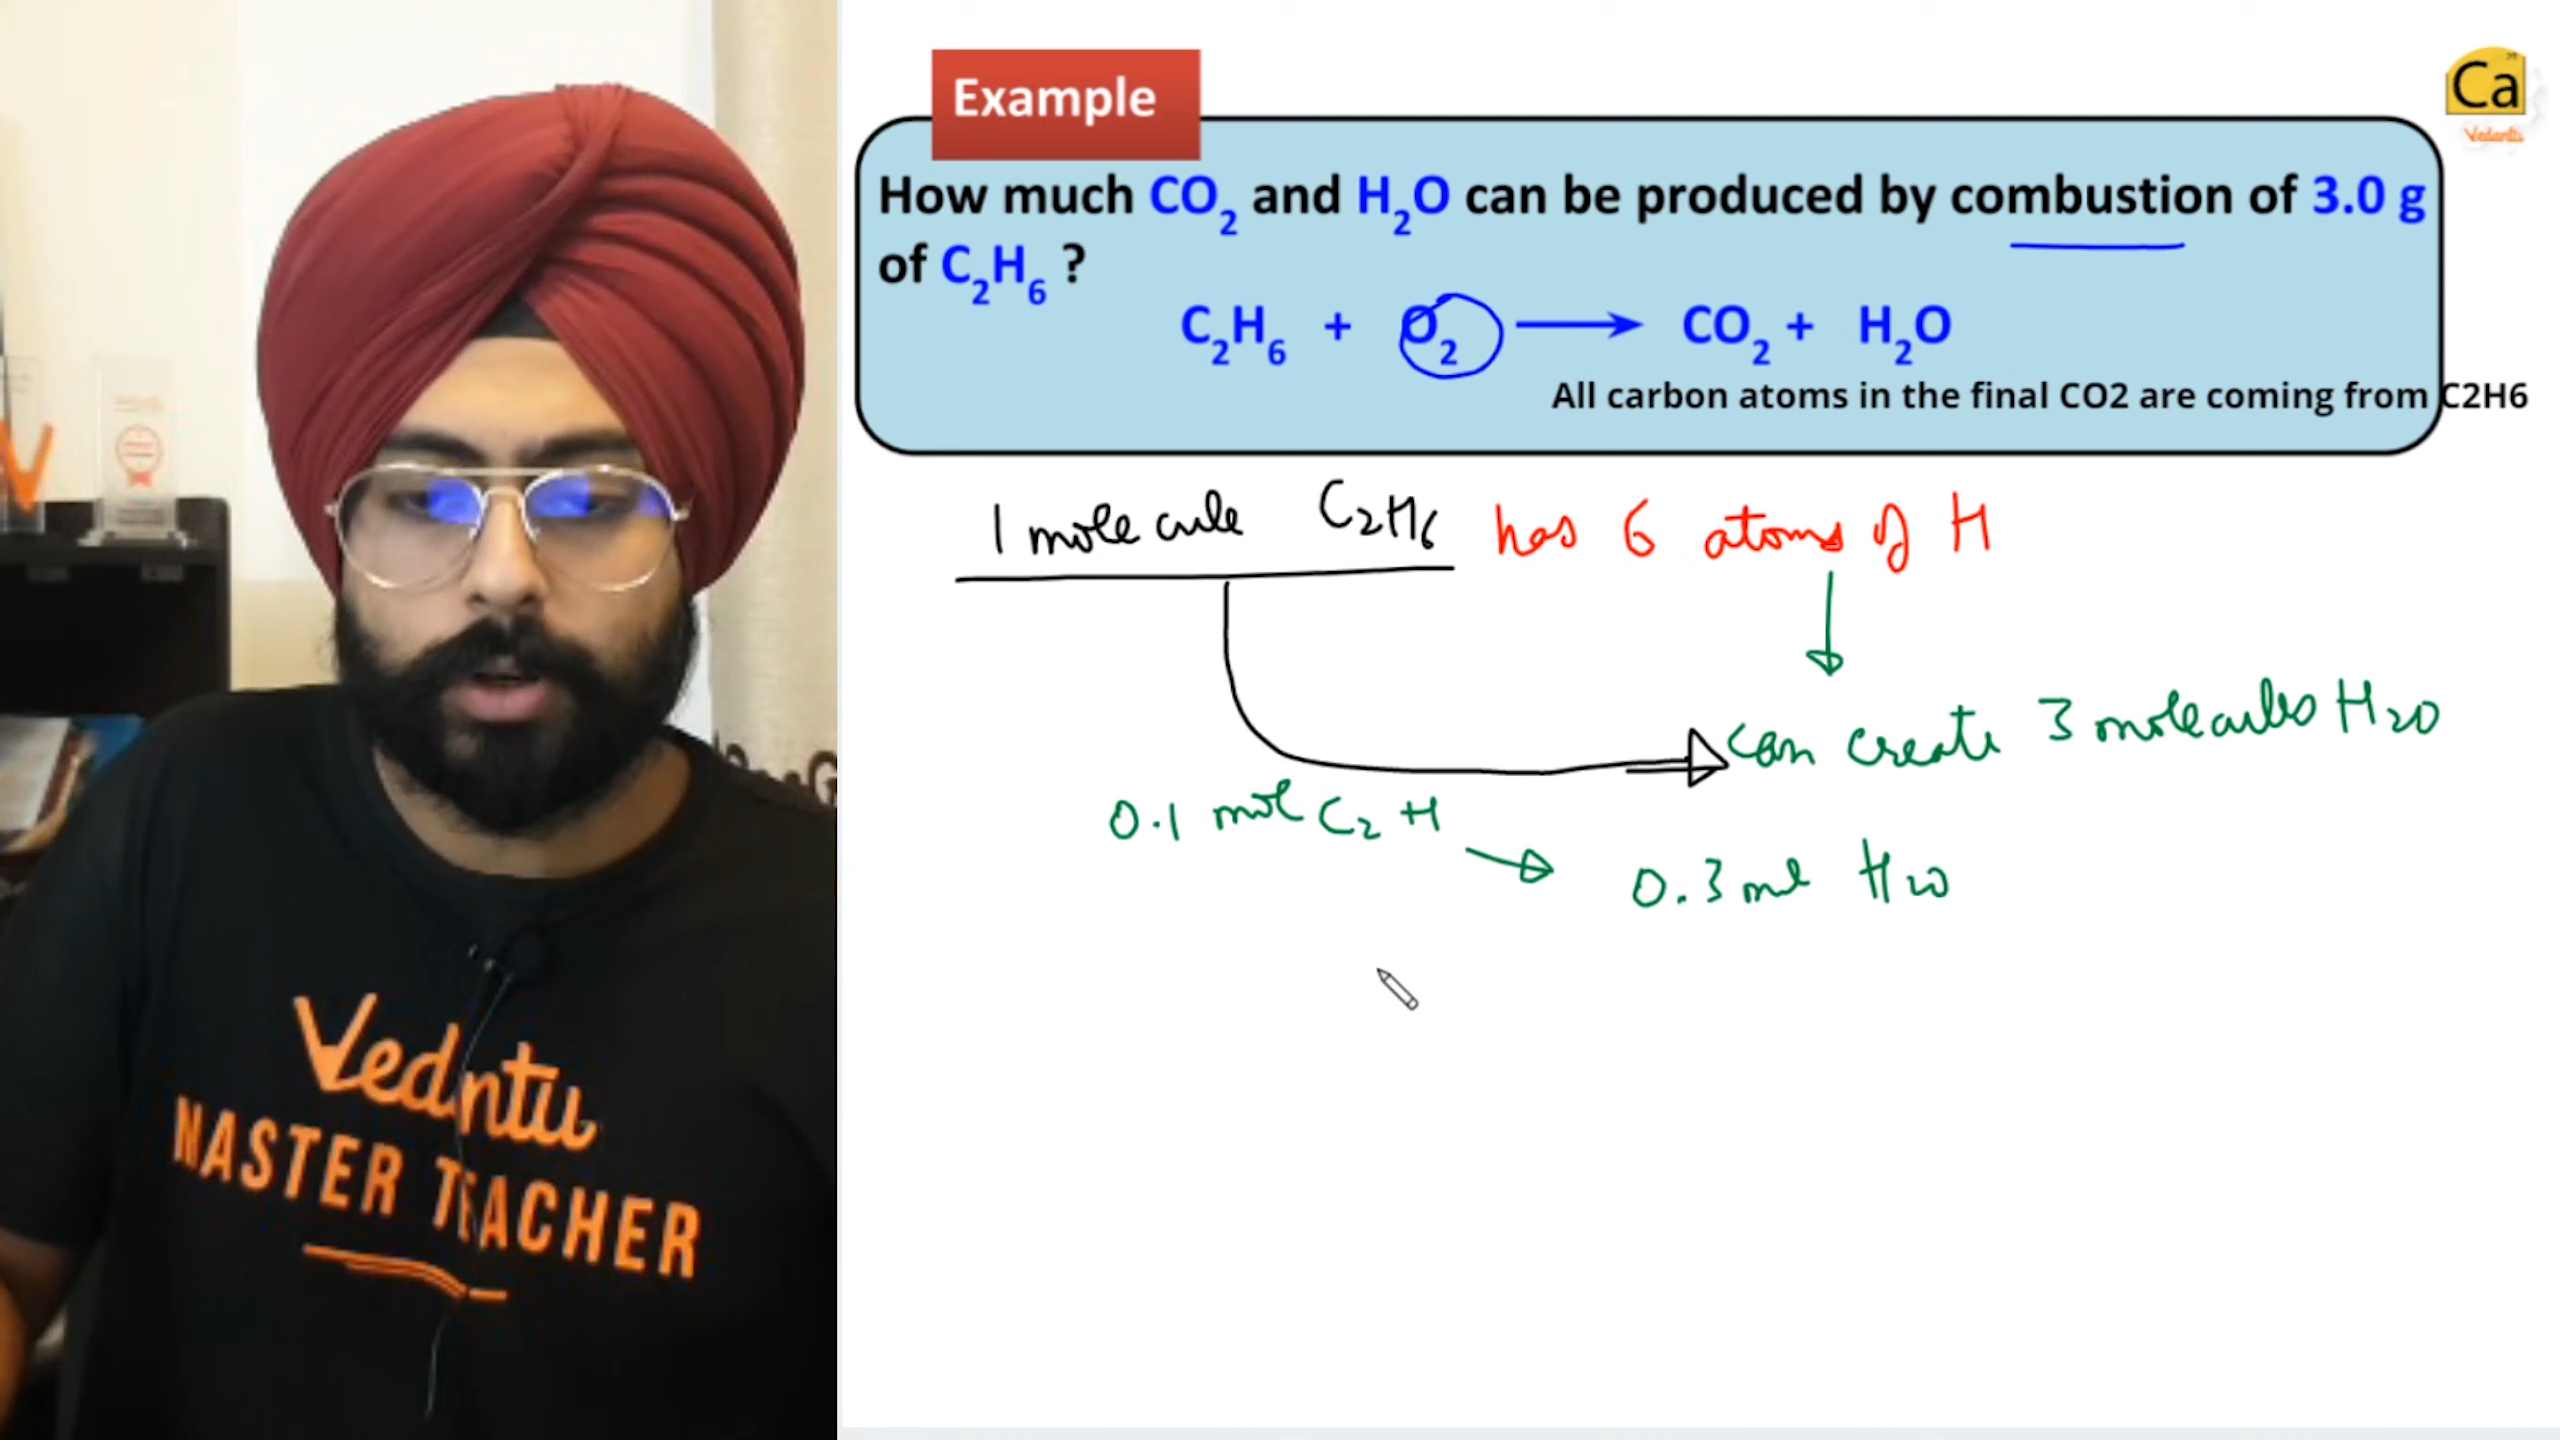 Example
Ca
Vedantu
How much CO₂ and H₂O can be produced by combustion of 3.0 g
of C₂H₆ ?
C₂H₆ + O₂ ⟶ CO₂ + H₂O
All carbon atoms in the final CO2 are coming from C2H6
1 molecule C₂H₆ has 6 atoms of H
can create 3 molecules H₂O
0.1 mol C₂H
0.3 mol H₂O
Vedntu
NASTER TEACHER